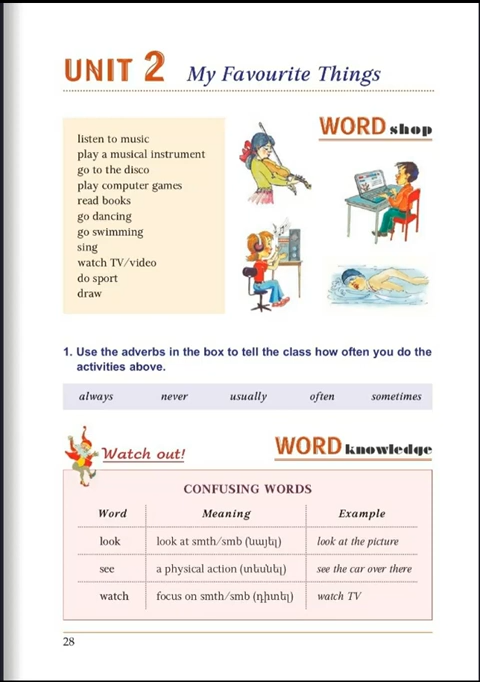 UNIT 2 My Favourite Things
WORD shop
listen to music
play a musical instrument
go to the disco
play computer games
read books
go dancing
go swimming
sing
watch TV/video
do sport
draw
1. Use the adverbs in the box to tell the class how often you do the
activities above.
always never usually often sometimes
Watch out!
WORD knowledge
CONFUSING WORDS
Word Meaning Example
look look at smth/smb (նայել) look at the picture
see a physical action (տեսնել) see the car over there
watch focus on smth/smb (դիտել) watch TV
28